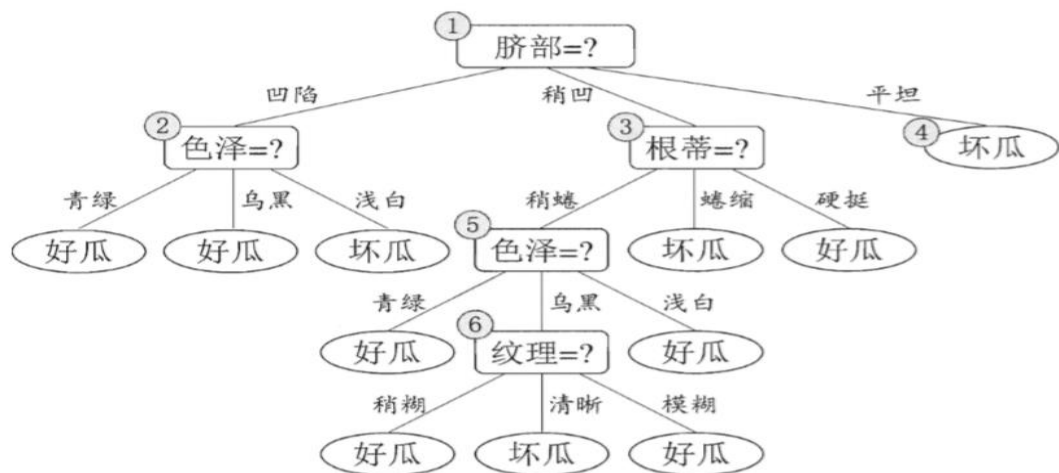 ① 脐部=?
凹陷 稍凹 平坦
② 色泽=? ③ 根蒂=? ④ 坏瓜
青绿 乌黑 浅白 稍蜷 蜷缩 硬挺
好瓜 好瓜 坏瓜 ⑤ 色泽=? 坏瓜 好瓜
青绿 乌黑 浅白
好瓜 ⑥ 纹理=? 好瓜
稍糊 清晰 模糊
好瓜 坏瓜 好瓜